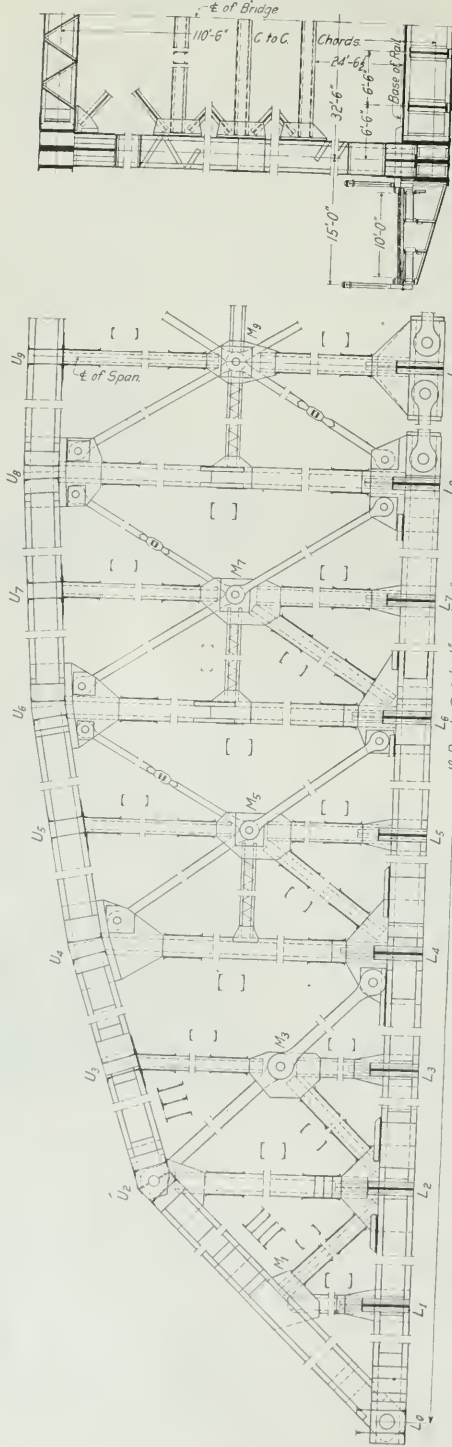 ℄ of Bridge
110'-6" C. to C. Chords
24'-6½"
32'-6"
6'-6" 6'-6"
Base of Rail
15'-0"
10'-0"
U9
℄ of Span
M9
U8
U7
M7
L7
U6
L6
U5
M5
L5
U4
L4
U3
M3
L3
U2
L2
M1
L1
L0